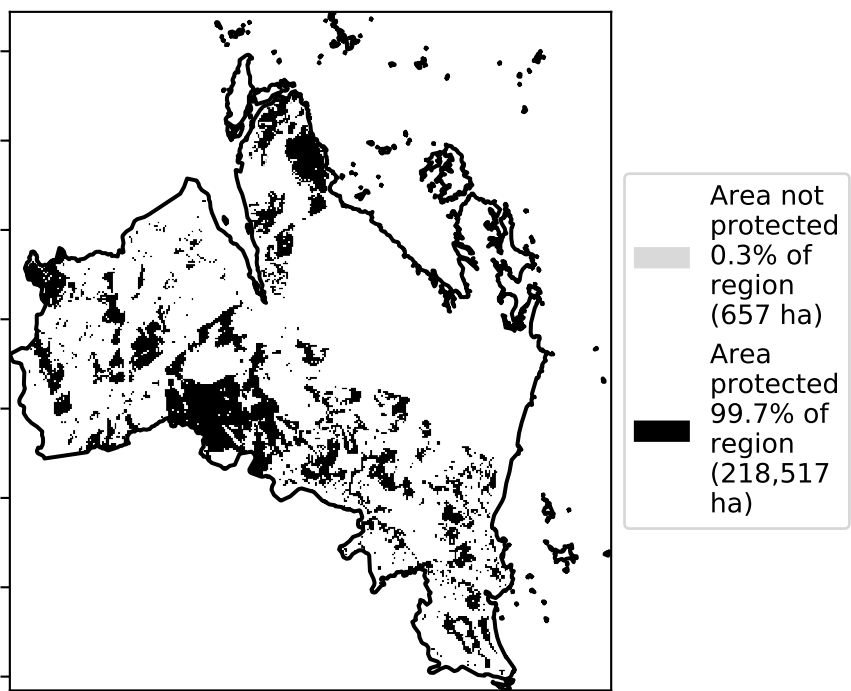 Area not
protected
0.3% of
region
(657 ha)
Area
protected
99.7% of
region
(218,517
ha)